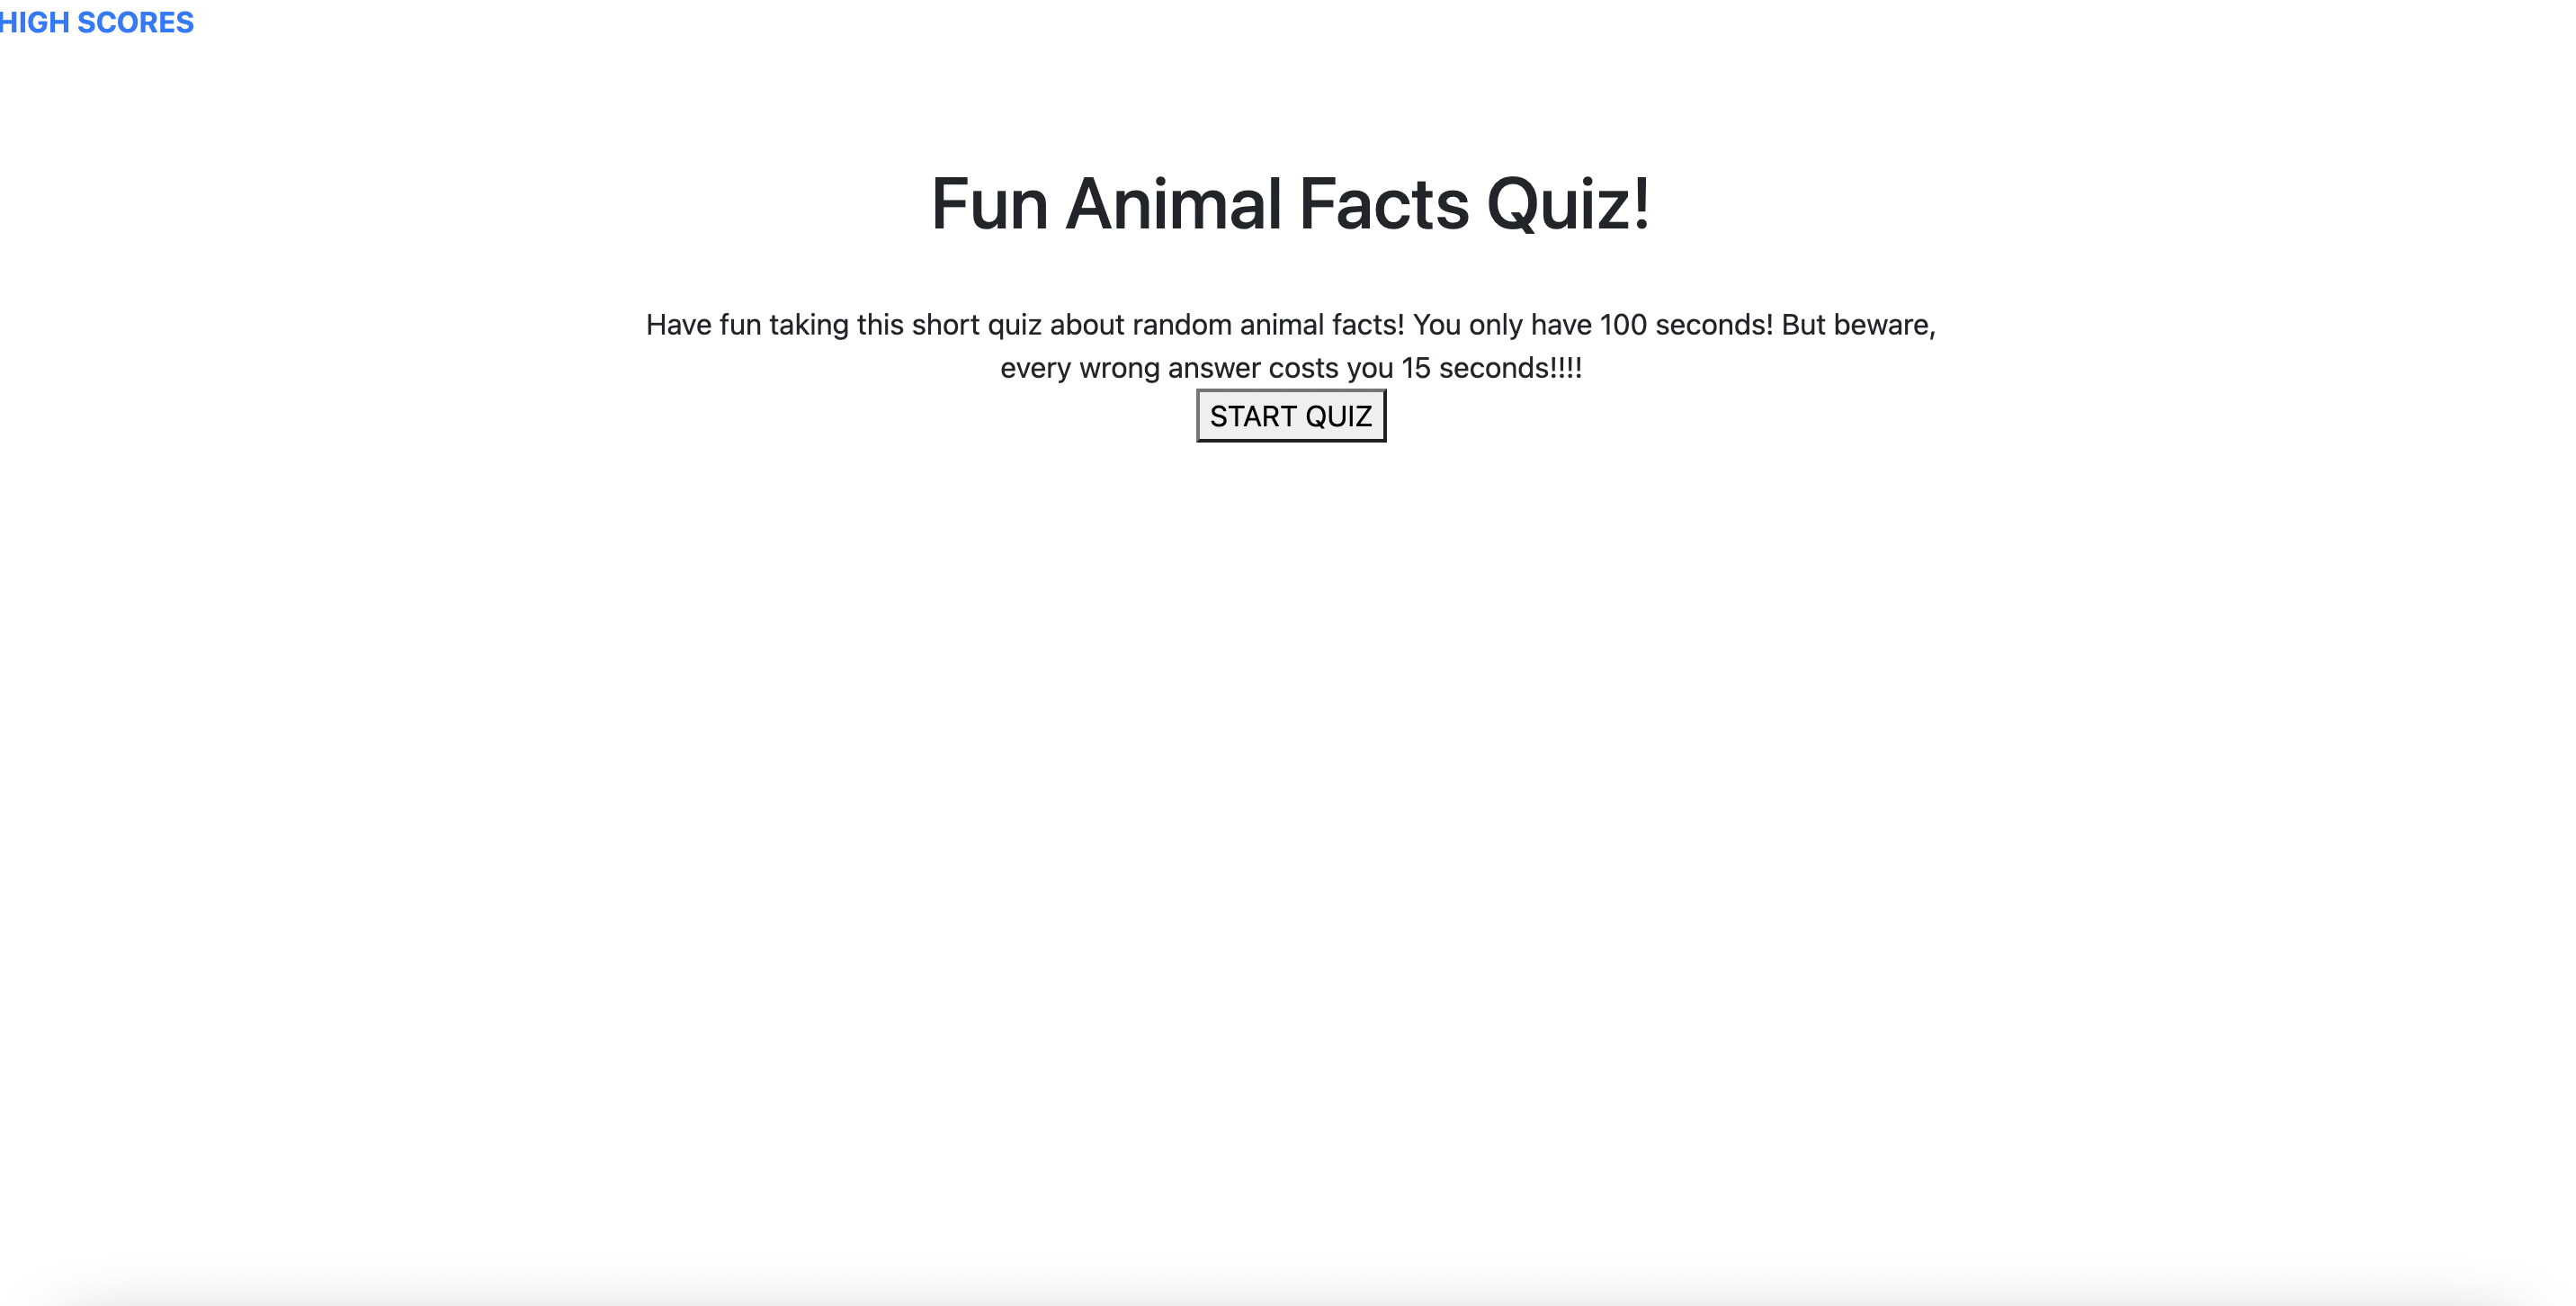 HIGH SCORES
Fun Animal Facts Quiz!
Have fun taking this short quiz about random animal facts! You only have 100 seconds! But beware,
every wrong answer costs you 15 seconds!!!!
START QUIZ